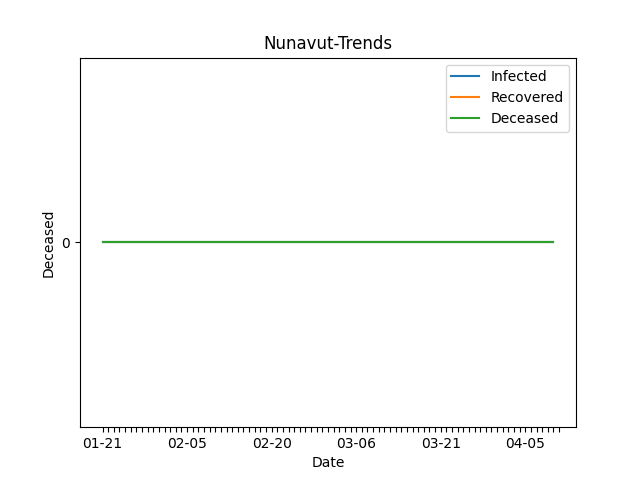 Nunavut-Trends
Infected
Recovered
Deceased
Deceased
0
01-21 02-05 02-20 03-06 03-21 04-05
Date